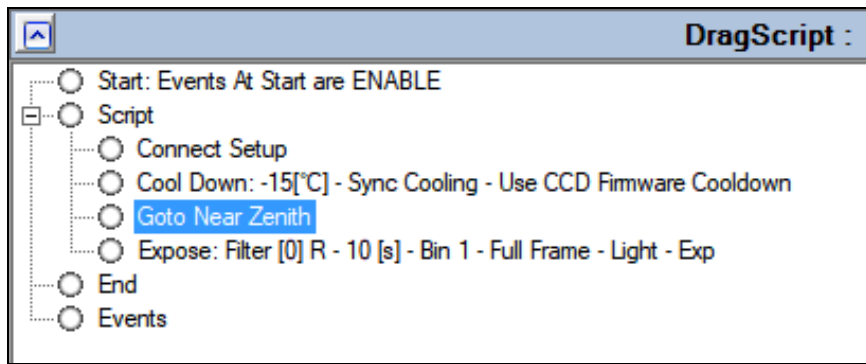 DragScript :
Start: Events At Start are ENABLE
Script
Connect Setup
Cool Down: -15[°C] - Sync Cooling - Use CCD Firmware Cooldown
Goto Near Zenith
Expose: Filter [0] R - 10 [s] - Bin 1 - Full Frame - Light - Exp
End
Events